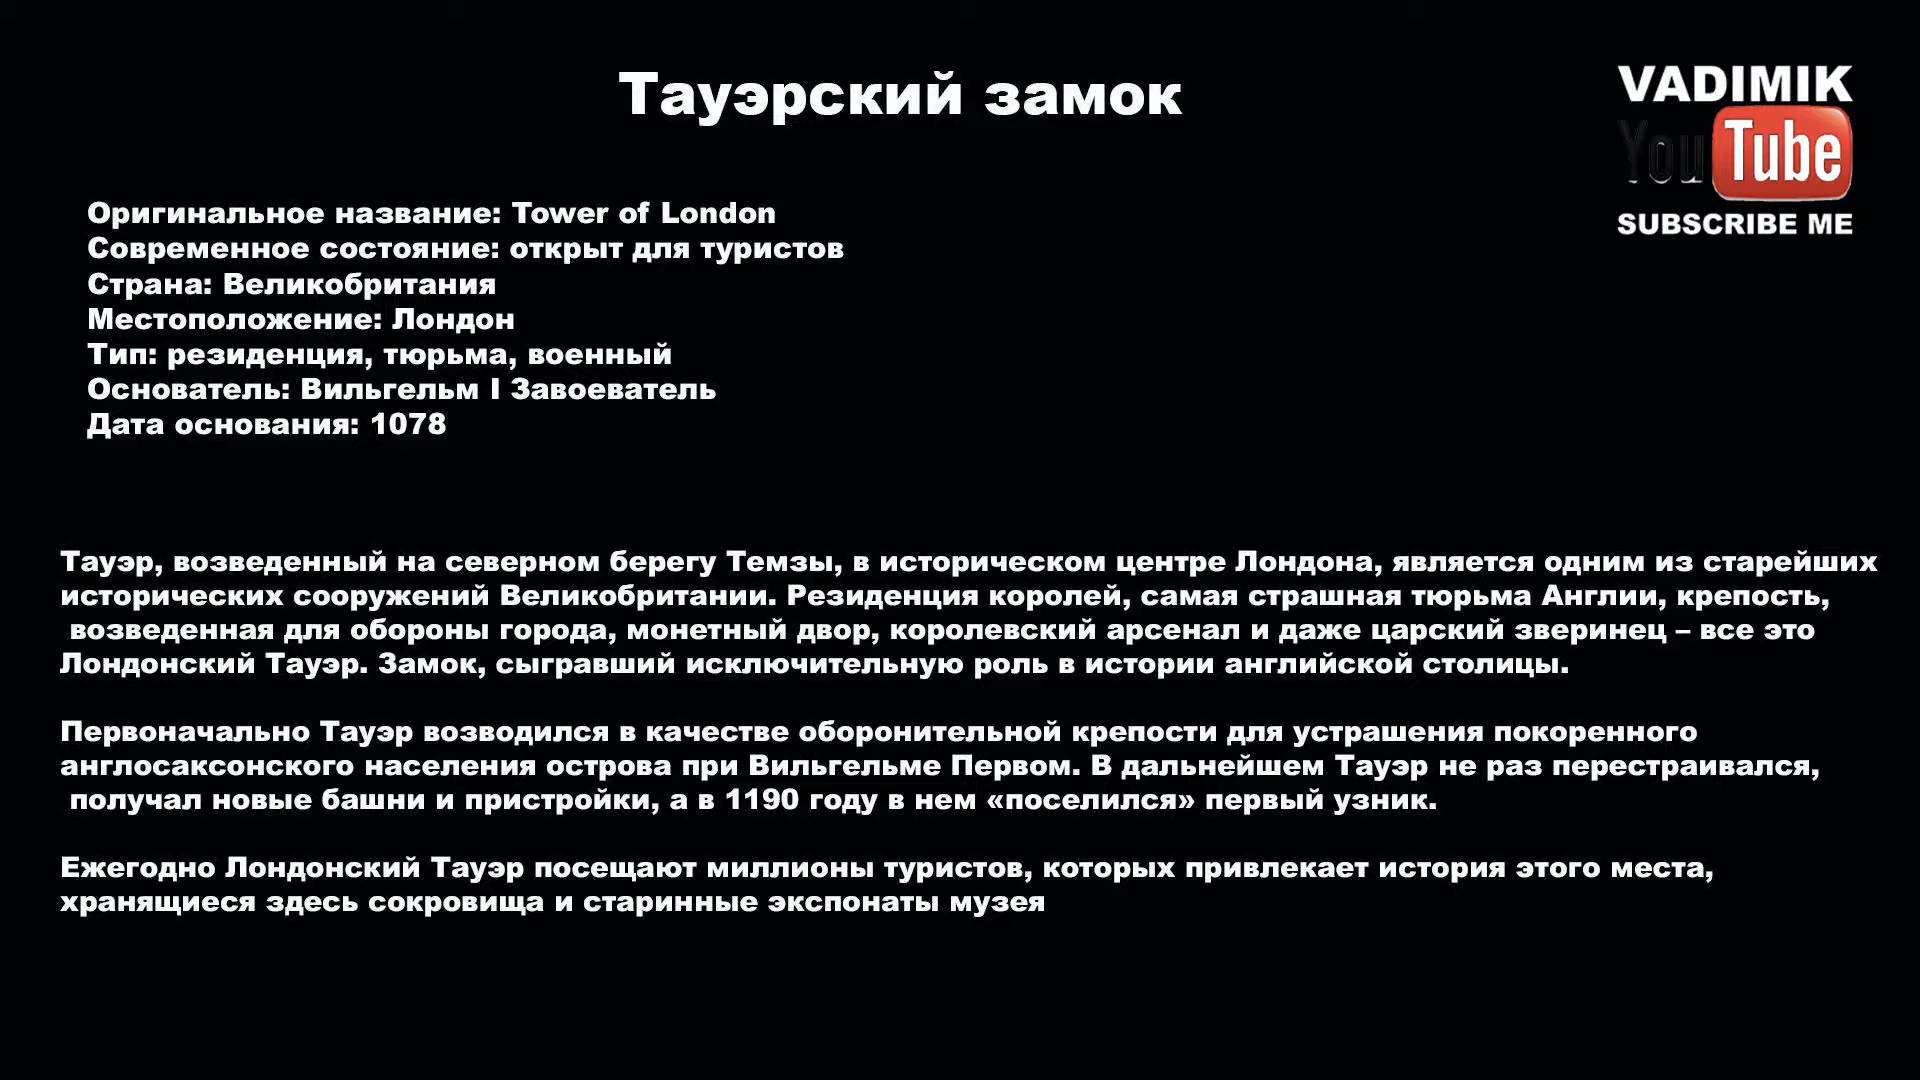 Тауэрский замок
VADIMIK
YouTube
SUBSCRIBE ME
Оригинальное название: Tower of London
Современное состояние: открыт для туристов
Страна: Великобритания
Местоположение: Лондон
Тип: резиденция, тюрьма, военный
Основатель: Вильгельм I Завоеватель
Дата основания: 1078
Тауэр, возведенный на северном берегу Темзы, в историческом центре Лондона, является одним из старейших
исторических сооружений Великобритании. Резиденция королей, самая страшная тюрьма Англии, крепость,
возведенная для обороны города, монетный двор, королевский арсенал и даже царский зверинец – все это
Лондонский Тауэр. Замок, сыгравший исключительную роль в истории английской столицы.
Первоначально Тауэр возводился в качестве оборонительной крепости для устрашения покоренного
англосаксонского населения острова при Вильгельме Первом. В дальнейшем Тауэр не раз перестраивался,
получал новые башни и пристройки, а в 1190 году в нем «поселился» первый узник.
Ежегодно Лондонский Тауэр посещают миллионы туристов, которых привлекает история этого места,
хранящиеся здесь сокровища и старинные экспонаты музея